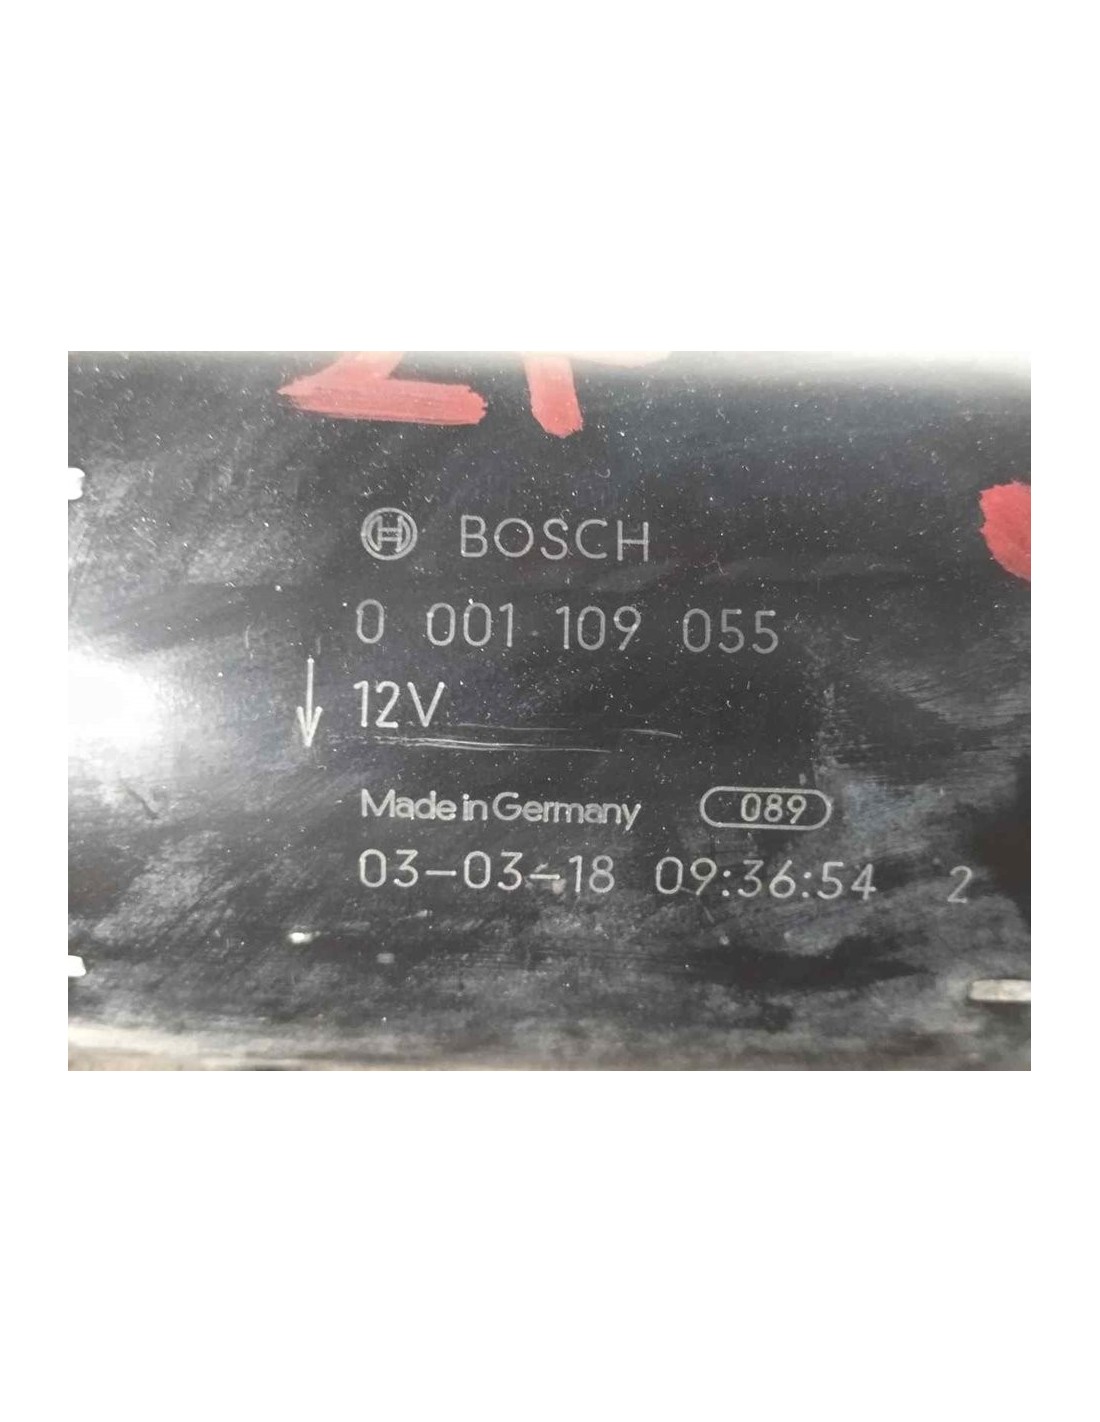 BOSCH
0 001 109 055
12V
Made in Germany 089
03-03-18 09:36:54 2